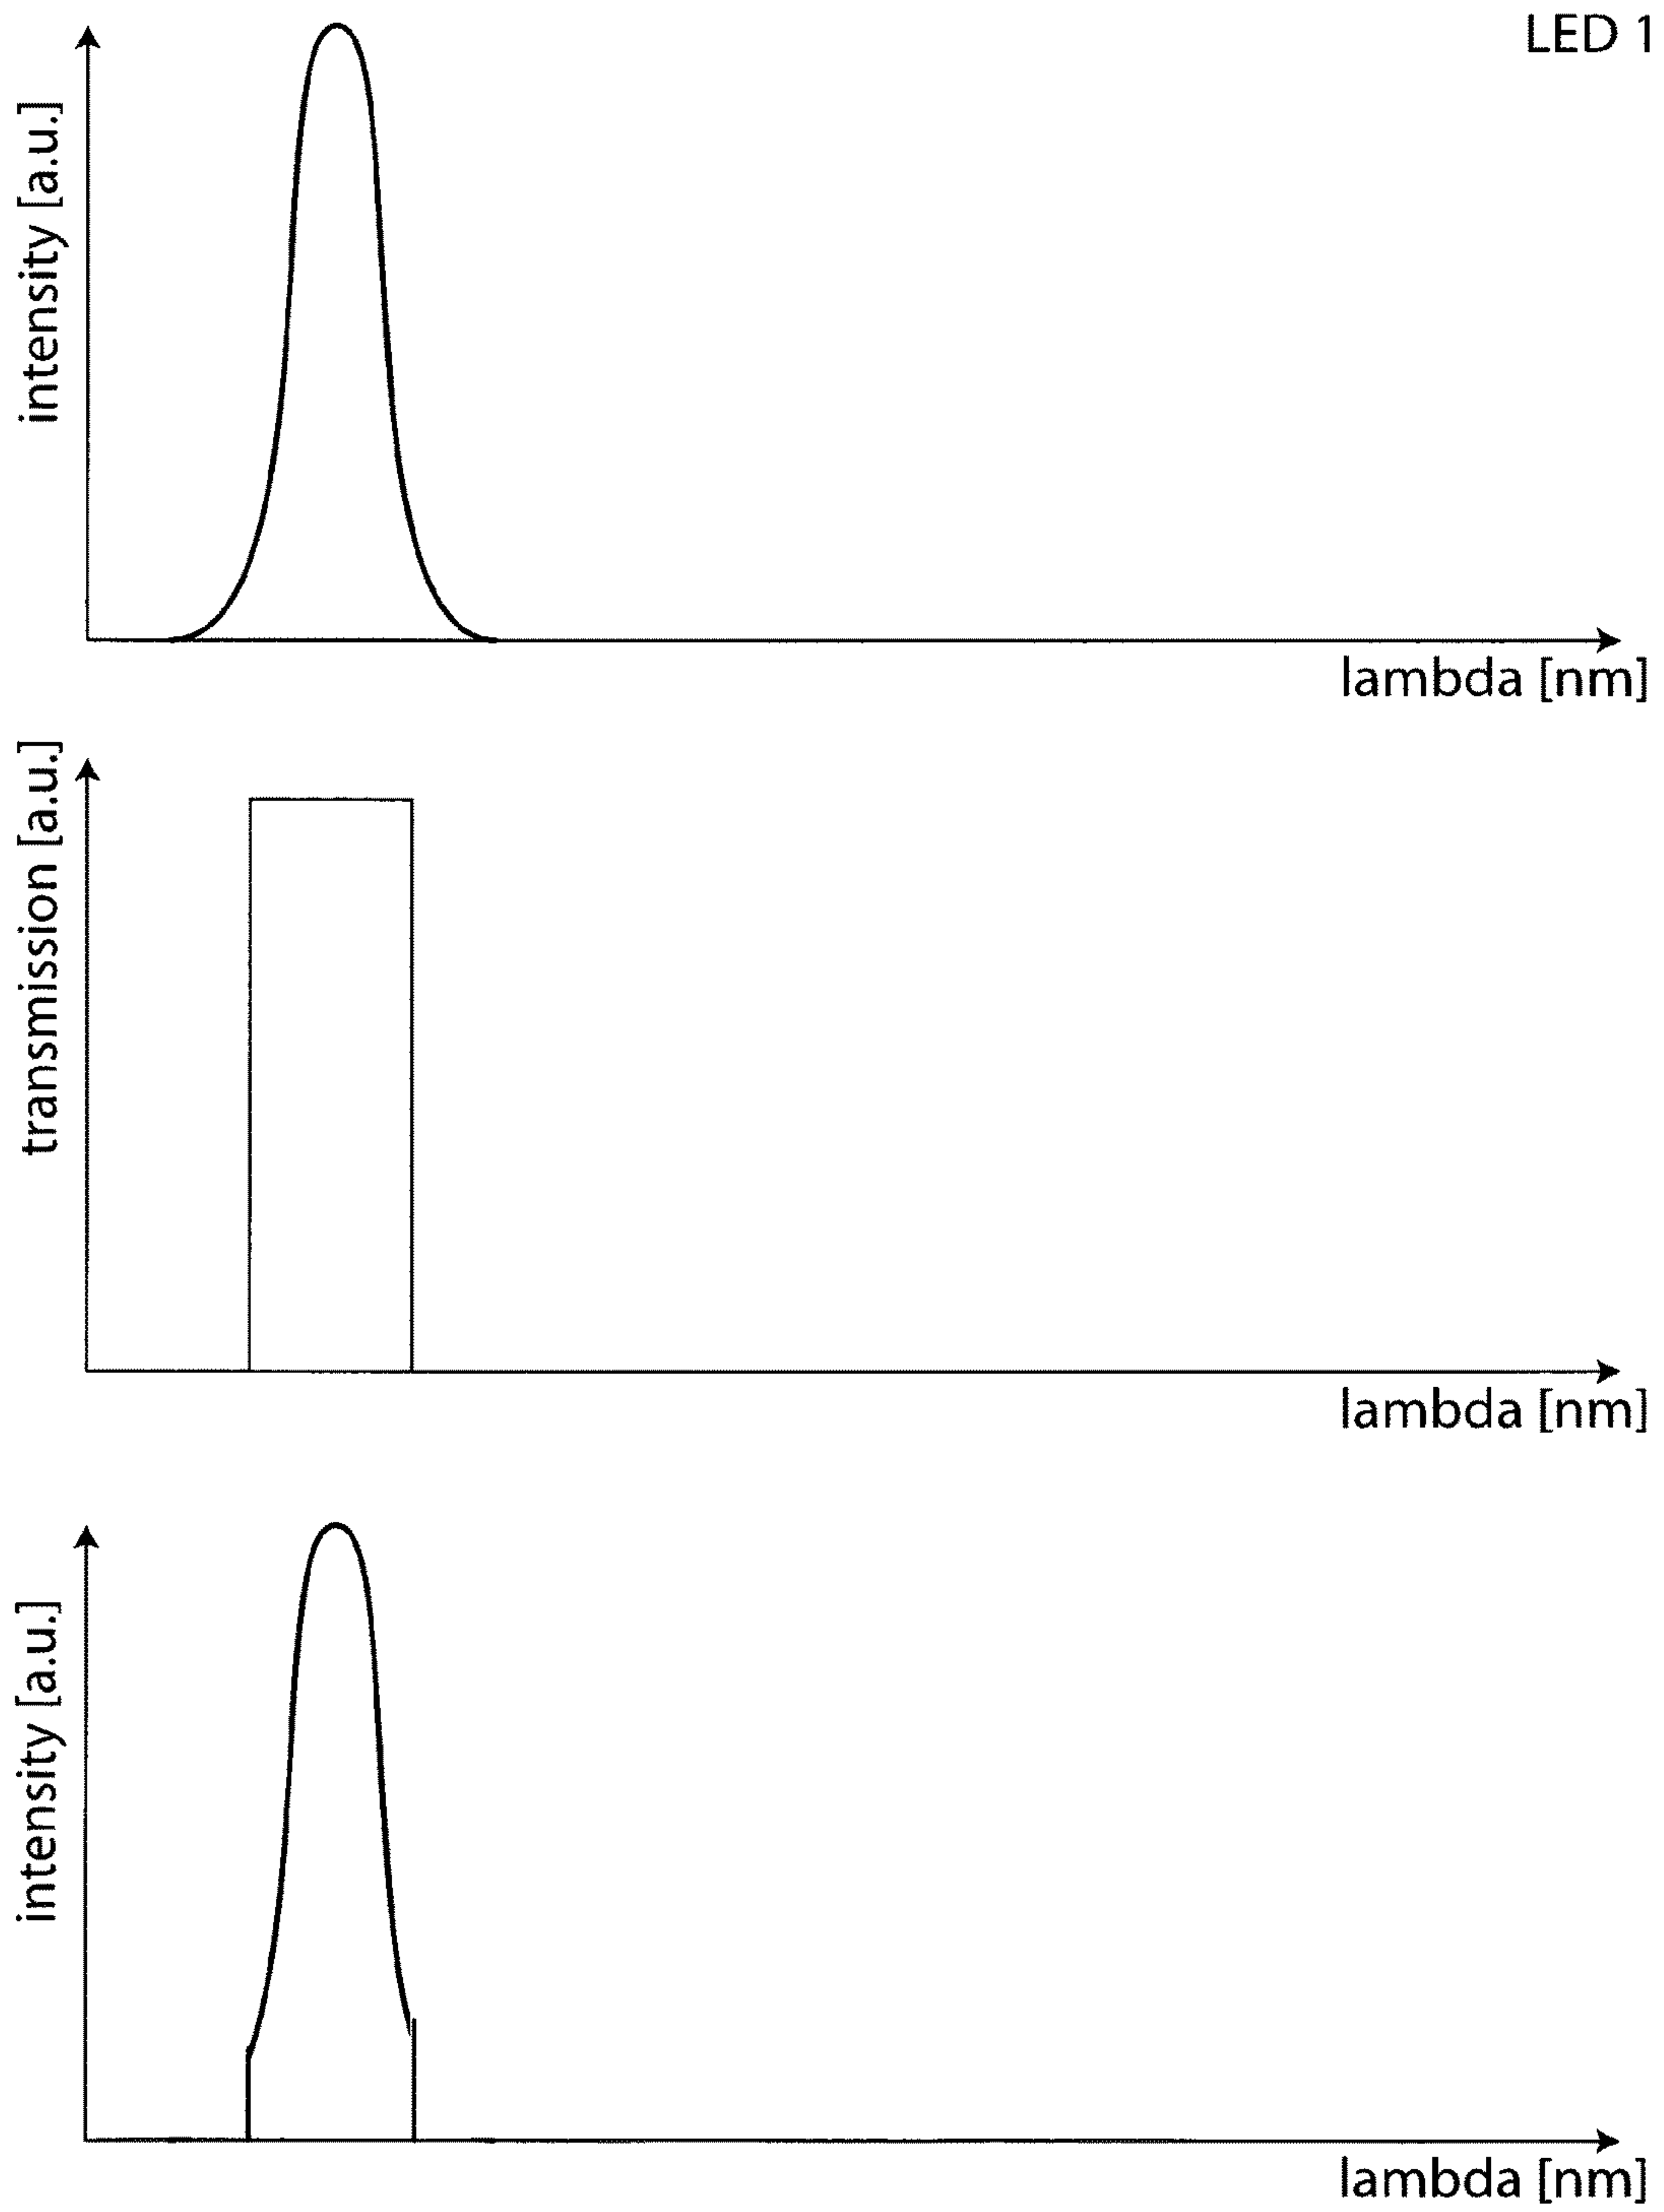 LED 1
intensity [a.u.]
lambda [nm]
transmission [a.u.]
lambda [nm]
intensity [a.u.]
lambda [nm]